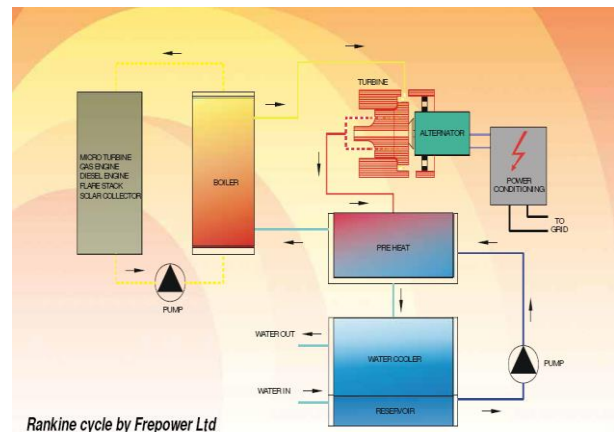 TURBINE
MICRO TURBINE
GAS ENGINE
DIESEL ENGINE
FLARE STACK
SOLAR COLLECTOR
BOILER
ALTERNATOR
POWER
CONDITIONING
TO
GRID
PRE HEAT
PUMP
WATER OUT
WATER COOLER
PUMP
WATER IN
RESERVOIR
Rankine cycle by Frepower Ltd